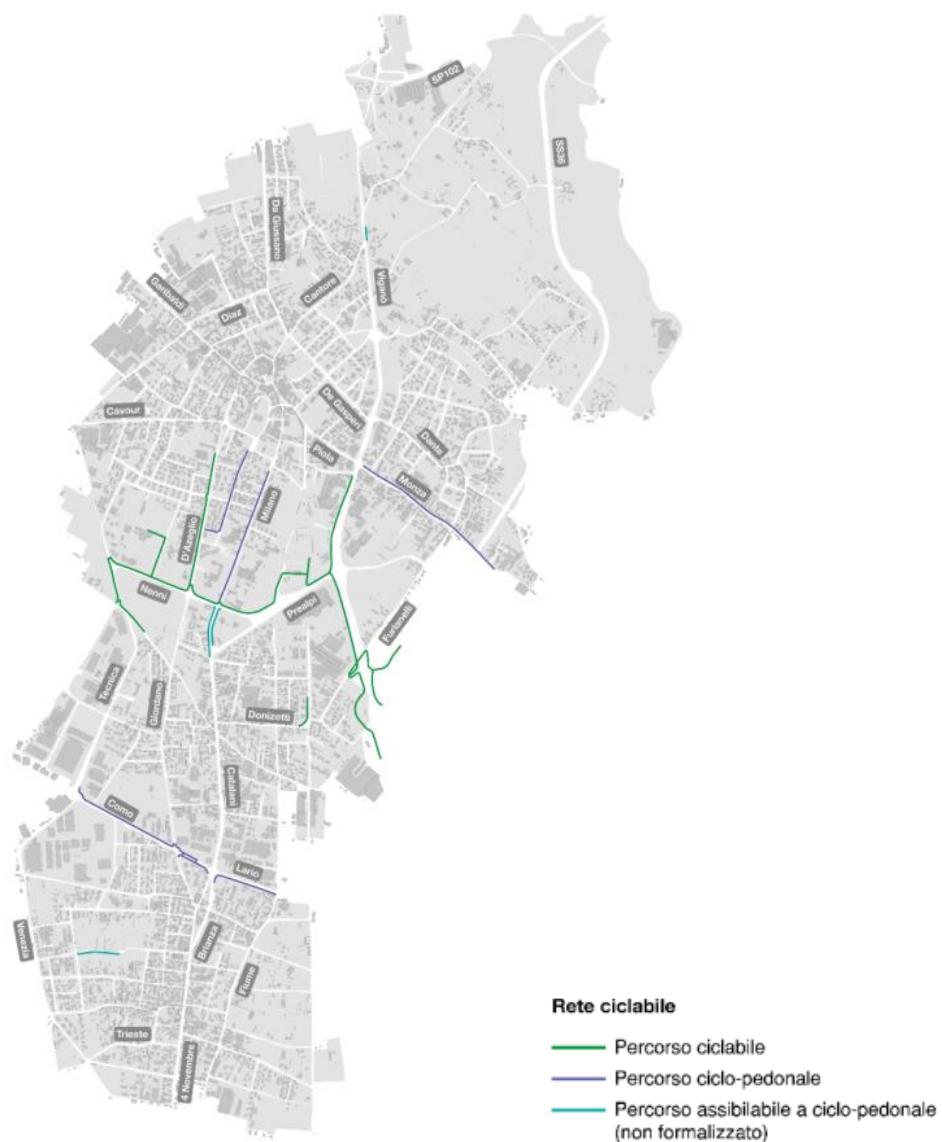 SP102
SS36
Da Giussano
Viganò
Garibaldi
Cantore
Diaz
De Gasperi
Cavour
Dante
Piola
Monza
Milano
D'Azeglio
Nenni
Prealpi
Furlanelli
Tecnica
Giordano
Donizetti
Catalani
Como
Lario
Venezia
Brianza
Fiume
Trieste
4 Novembre
Rete ciclabile
Percorso ciclabile
Percorso ciclo-pedonale
Percorso assibilabile a ciclo-pedonale
(non formalizzato)